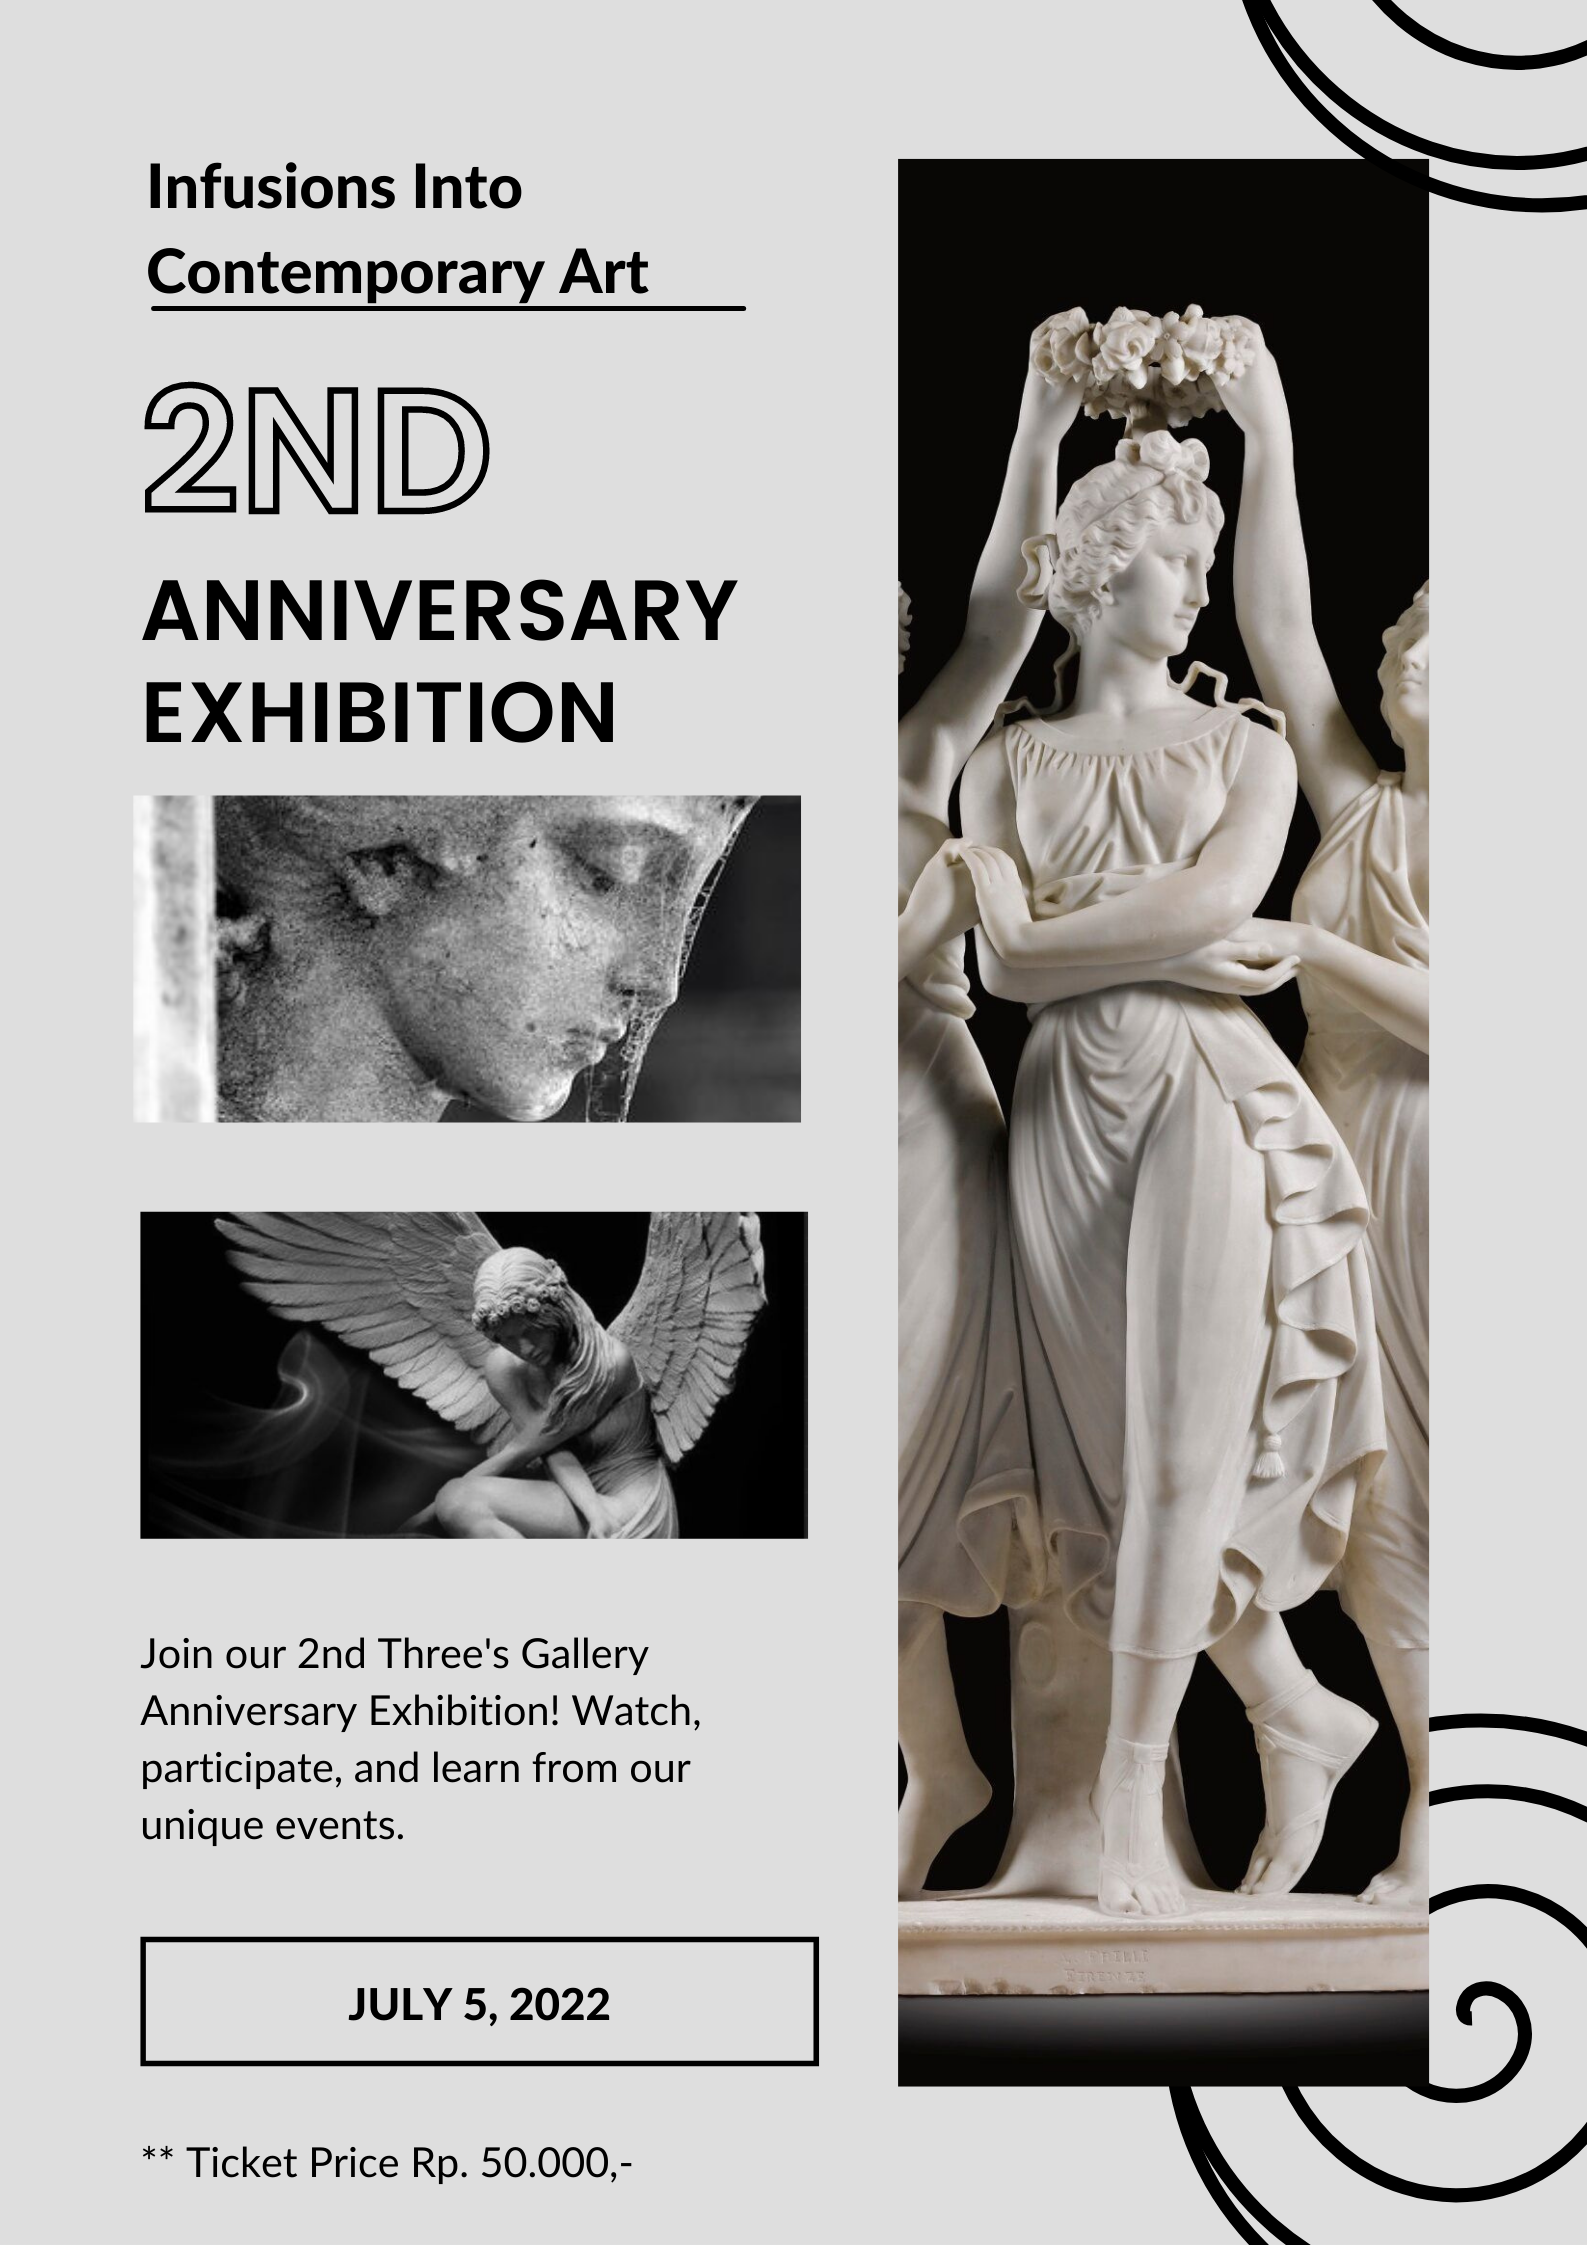 Infusions Into
Contemporary Art
2ND
ANNIVERSARY
EXHIBITION
Join our 2nd Three's Gallery
Anniversary Exhibition! Watch,
participate, and learn from our
unique events.
JULY 5, 2022
** Ticket Price Rp. 50.000,-
FIRENZE